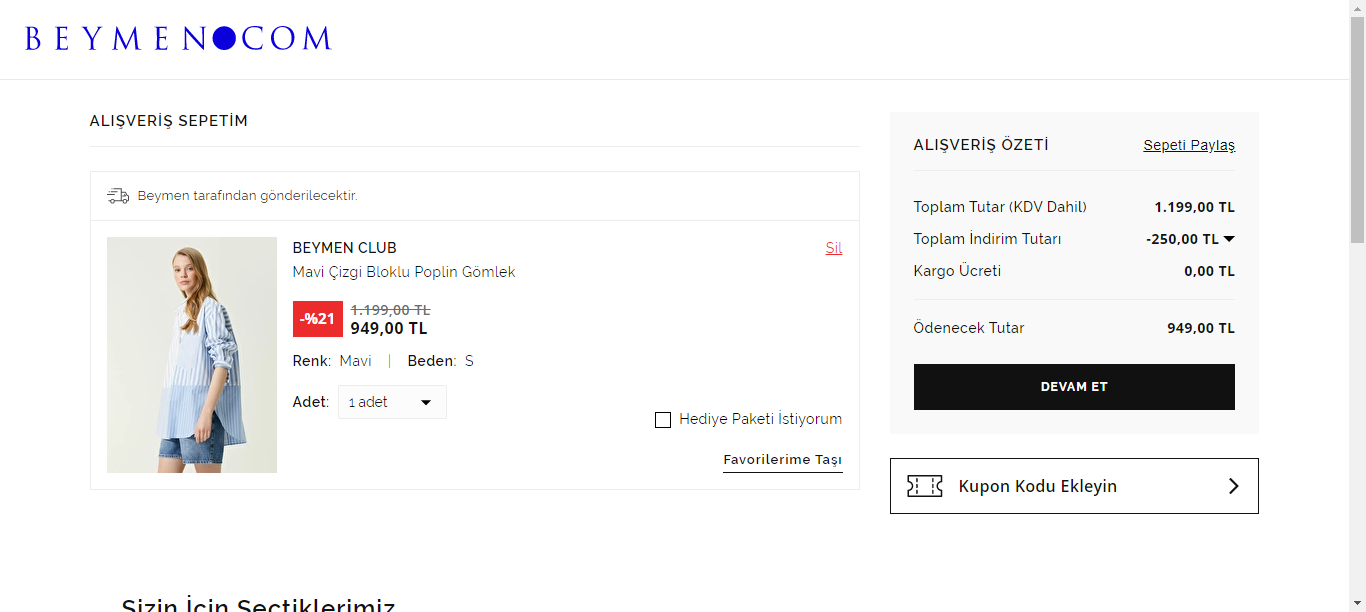 BEYMEN COM
ALIŞVERİŞ SEPETİM
Beymen tarafından gönderilecektir.
BEYMEN CLUB
Sil
Mavi Çizgi Bloklu Poplin Gömlek
-%21
1.199,00 TL
949,00 TL
Renk: Mavi | Beden: S
Adet: 1 adet
Hediye Paketi İstiyorum
Favorilerime Taşı
ALIŞVERİŞ ÖZETİ
Sepeti Paylaş
Toplam Tutar (KDV Dahil) 1.199,00 TL
Toplam İndirim Tutarı -250,00 TL
Kargo Ücreti 0,00 TL
Ödenecek Tutar 949,00 TL
DEVAM ET
Kupon Kodu Ekleyin
Sizin İçin Seçtiklerimiz